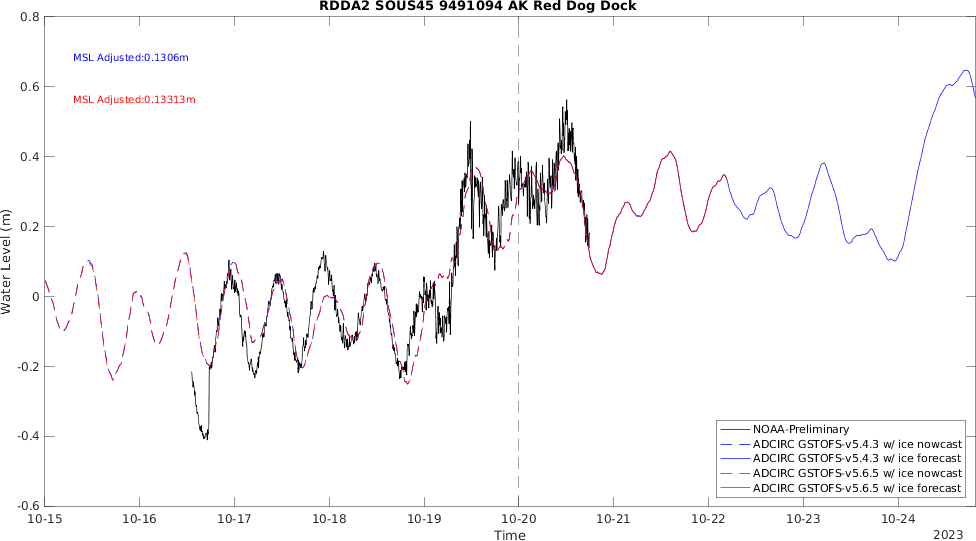 RDDA2 SOUS45 9491094 AK Red Dog Dock
0.8
0.6
0.4
0.2
0
-0.2
-0.4
-0.6
Water Level (m)
MSL Adjusted:0.1306m
MSL Adjusted:0.13313m
NOAA-Preliminary
ADCIRC GSTOFS-v5.4.3 w/ ice nowcast
ADCIRC GSTOFS-v5.4.3 w/ ice forecast
ADCIRC GSTOFS-v5.6.5 w/ ice nowcast
ADCIRC GSTOFS-v5.6.5 w/ ice forecast
10-15 10-16 10-17 10-18 10-19 10-20 10-21 10-22 10-23 10-24
Time
2023